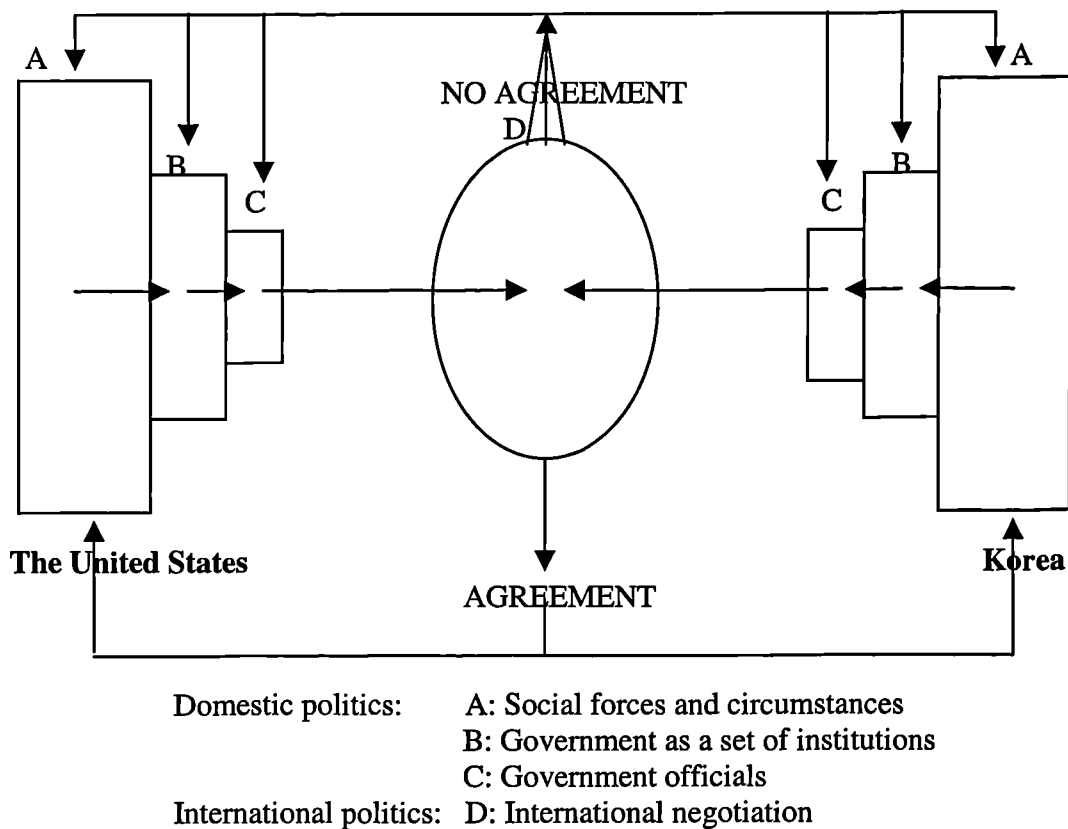 A
A
NO AGREEMENT
D
B
B
C
C
The United States
Korea
AGREEMENT
Domestic politics: A: Social forces and circumstances
B: Government as a set of institutions
C: Government officials
International politics: D: International negotiation